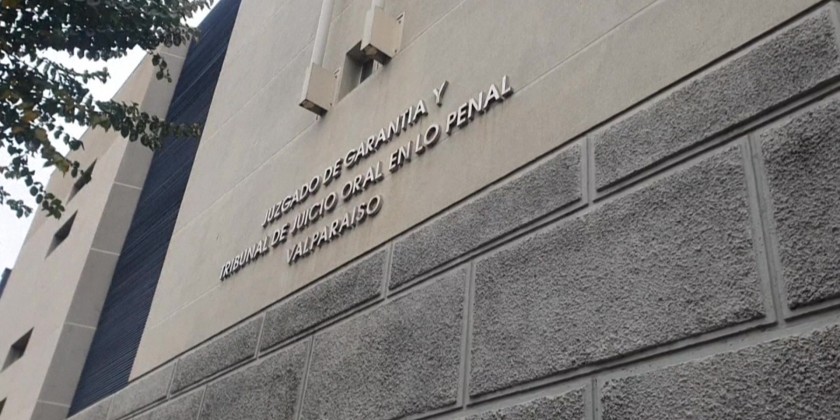 JUZGADO DE GARANTIA Y
TRIBUNAL DE JUICIO ORAL EN LO PENAL
VALPARAISO